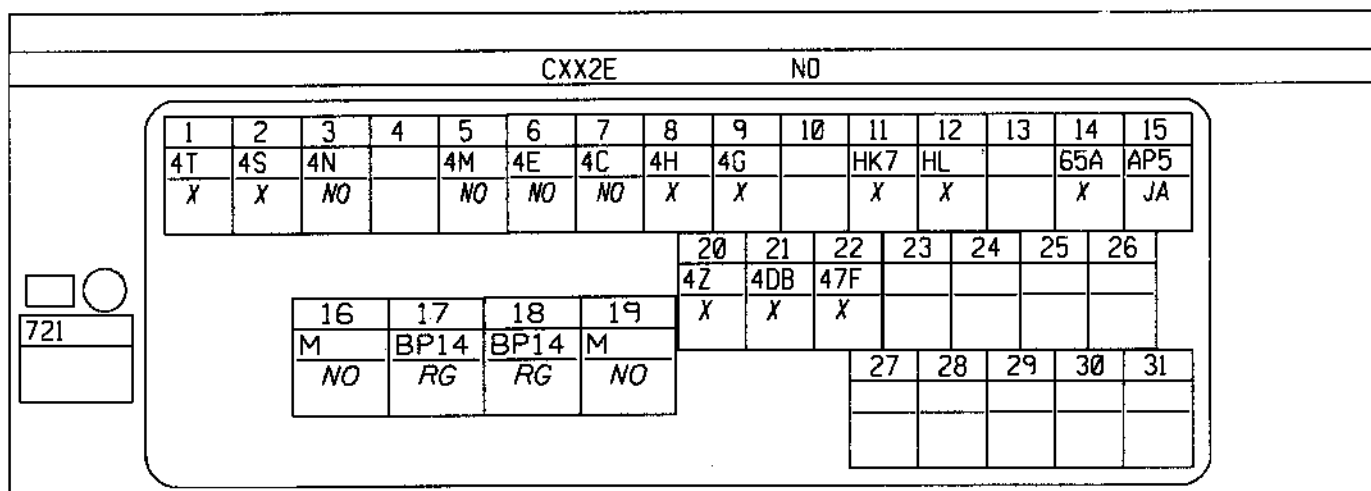 CXX2E NO
1 2 3 4 5 6 7 8 9 10 11 12 13 14 15
4T 4S 4N 4M 4E 4C 4H 4G HK7 HL 65A AP5
X X NO NO NO NO X X X X X JA
20 21 22 23 24 25 26
4Z 4DB 47F
X X X
16 17 18 19
M BP14 BP14 M
NO RG RG NO
721
27 28 29 30 31